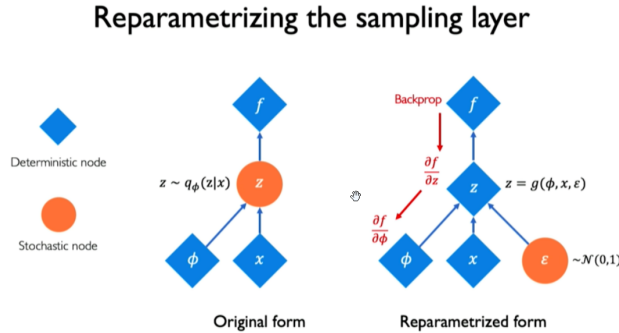 Reparametrizing the sampling layer
Deterministic node
Stochastic node
f
z ~ qϕ(z|x)
z
ϕ
x
Original form
Backprop
f
∂f/∂z
z
z = g(ϕ, x, ε)
∂f/∂ϕ
ϕ
x
ε
~𝒩(0,1)
Reparametrized form